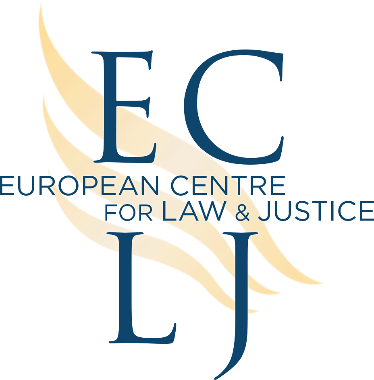 EC
EUROPEAN CENTRE
FOR LAW & JUSTICE
LJ